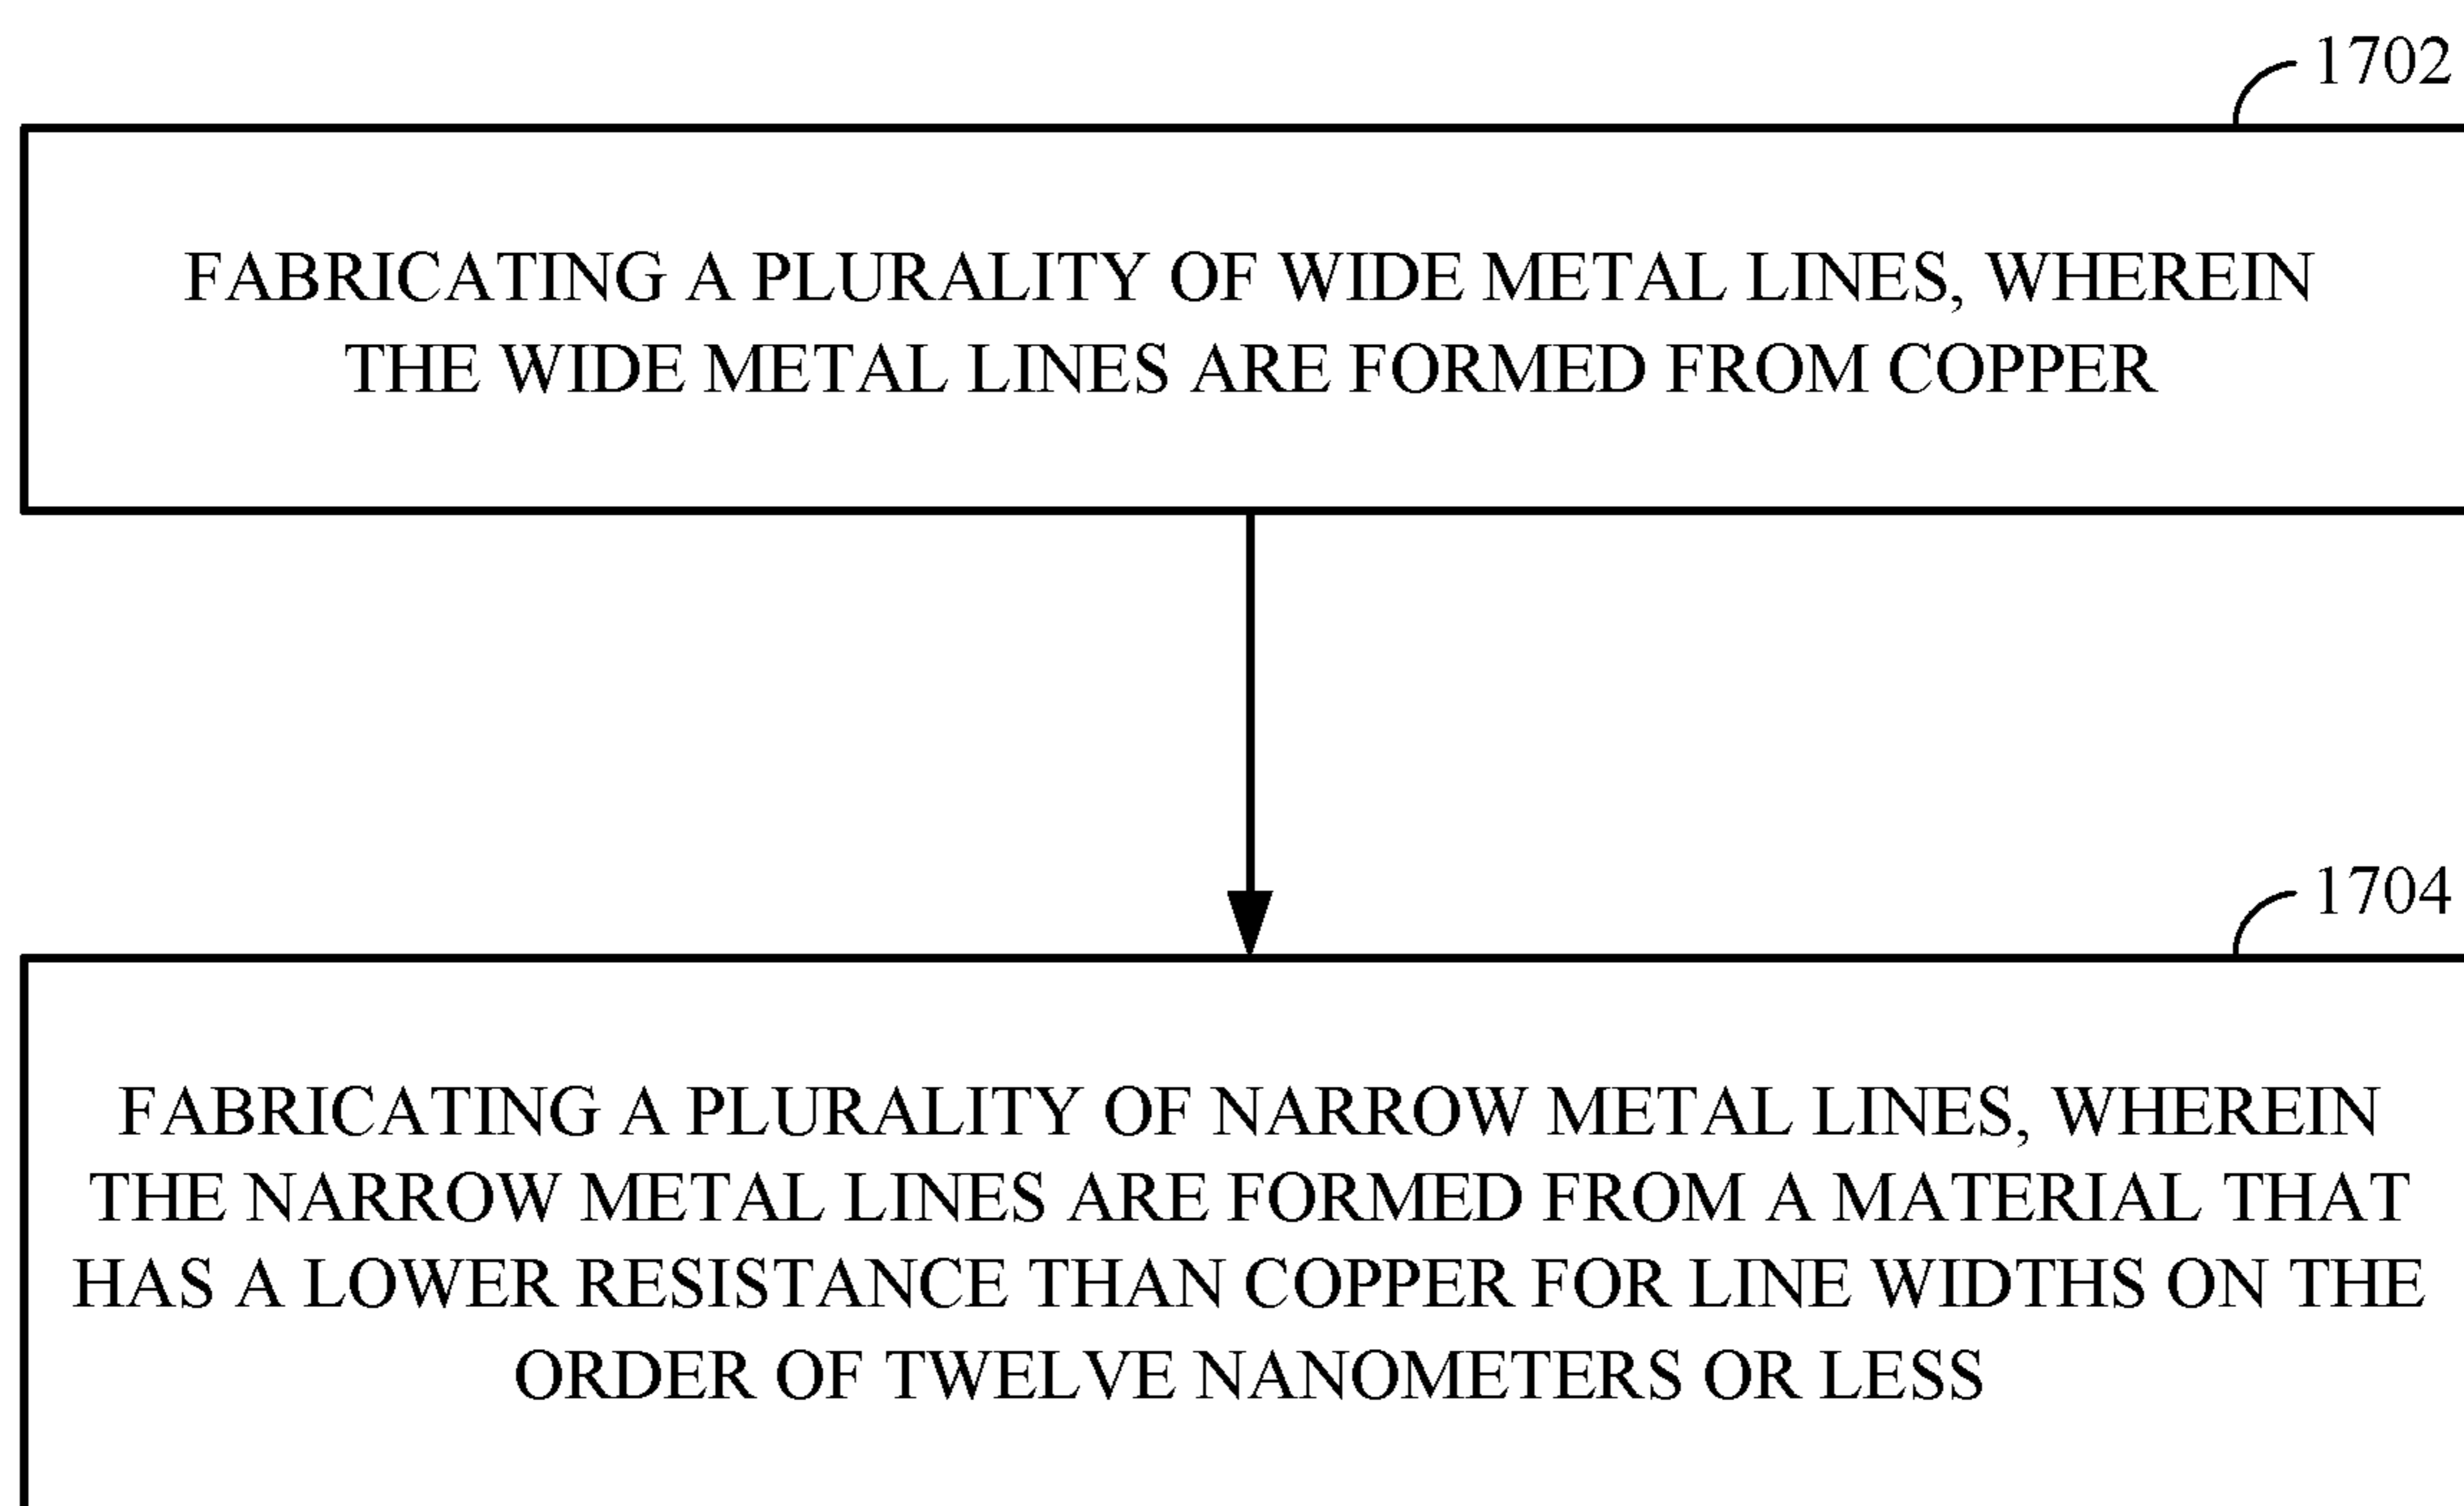 1702
FABRICATING A PLURALITY OF WIDE METAL LINES, WHEREIN
THE WIDE METAL LINES ARE FORMED FROM COPPER
1704
FABRICATING A PLURALITY OF NARROW METAL LINES, WHEREIN
THE NARROW METAL LINES ARE FORMED FROM A MATERIAL THAT
HAS A LOWER RESISTANCE THAN COPPER FOR LINE WIDTHS ON THE
ORDER OF TWELVE NANOMETERS OR LESS